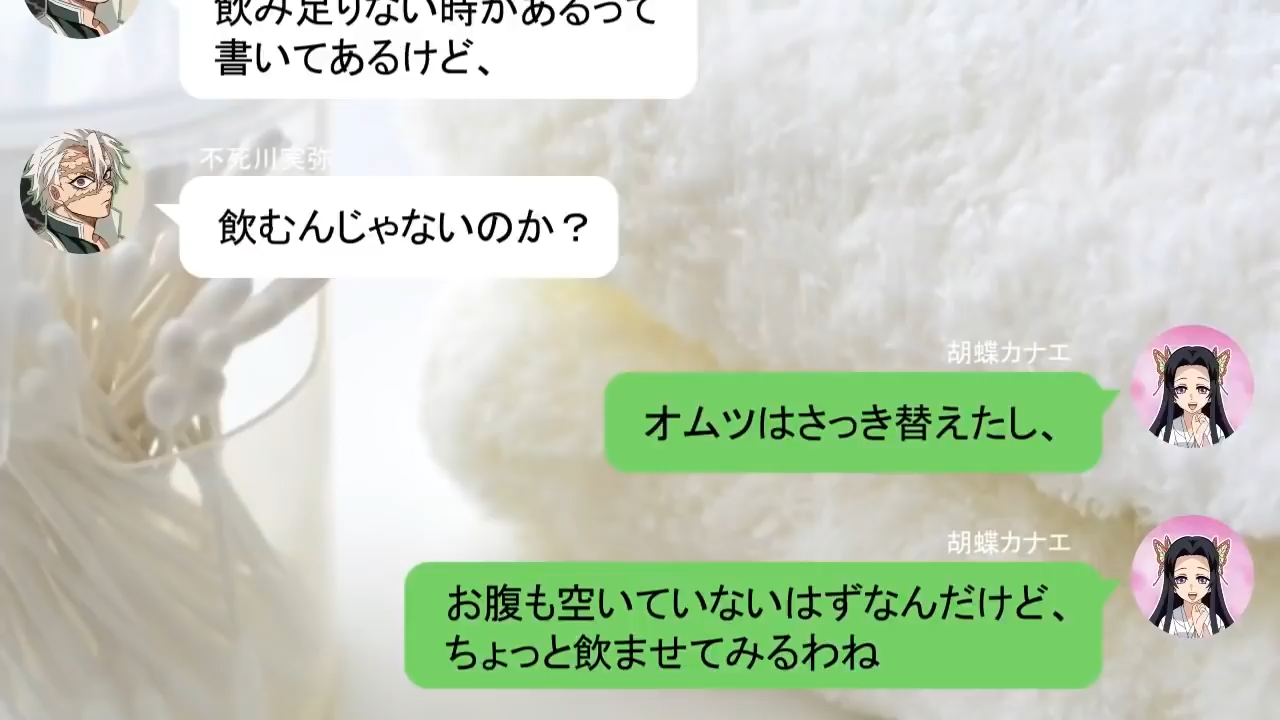 飲み足りない時があるって
書いてあるけど、
不死川実弥
飲むんじゃないのか？
胡蝶カナエ
オムツはさっき替えたし、
胡蝶カナエ
お腹も空いていないはずなんだけど、
ちょっと飲ませてみるわね